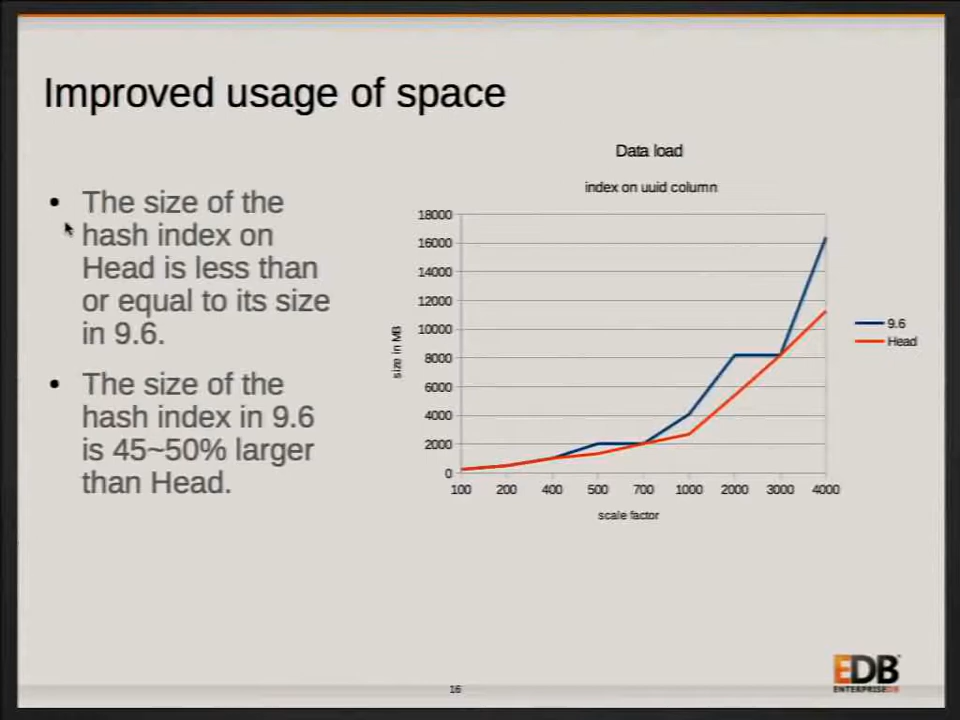 Improved usage of space
• The size of the
hash index on
Head is less than
or equal to its size
in 9.6.
• The size of the
hash index in 9.6
is 45~50% larger
than Head.
Data load
index on uuid column
size in MB
18000
16000
14000
12000
10000
8000
6000
4000
2000
0
100 200 400 500 700 1000 2000 3000 4000
scale factor
9.6
Head
16
EDB
ENTERPRISEDB